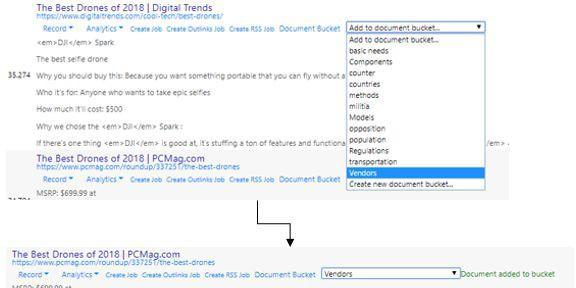 The Best Drones of 2018 | Digital Trends
https://www.digitaltrends.com/cool-tech/best-drones/
Record Analytics Create Job Create Outlinks Job Create RSS Job Document Bucket Add to document bucket...
Add to document bucket...
basic needs
Components
counter
countries
methods
militia
Models
opposition
population
Regulations
transportation
Vendors
Create new document bucket...
<em>DJI</em> Spark
The best selfie drone
35.274 Why you should buy this: Because you want something portable that you can fly without a
Who it's for: Anyone who wants to take epic selfies
How much it'll cost: $500
Why we chose the <em>DJI</em> Spark:
If there's one thing <em>DJI</em> is good at, it's stuffing a ton of features and functiona
The Best Drones of 2018 | PCMag.com
https://www.pcmag.com/roundup/337251/the-best-drones
Record Analytics Create Job Create Outlinks Job Create RSS Job Document Bucket
MSRP: $699.99 at
The Best Drones of 2018 | PCMag.com
https://www.pcmag.com/roundup/337251/the-best-drones
Record Analytics Create Job Create Outlinks Job Create RSS Job Document Bucket Vendors Document added to bucket
MSRP: $699.99 at